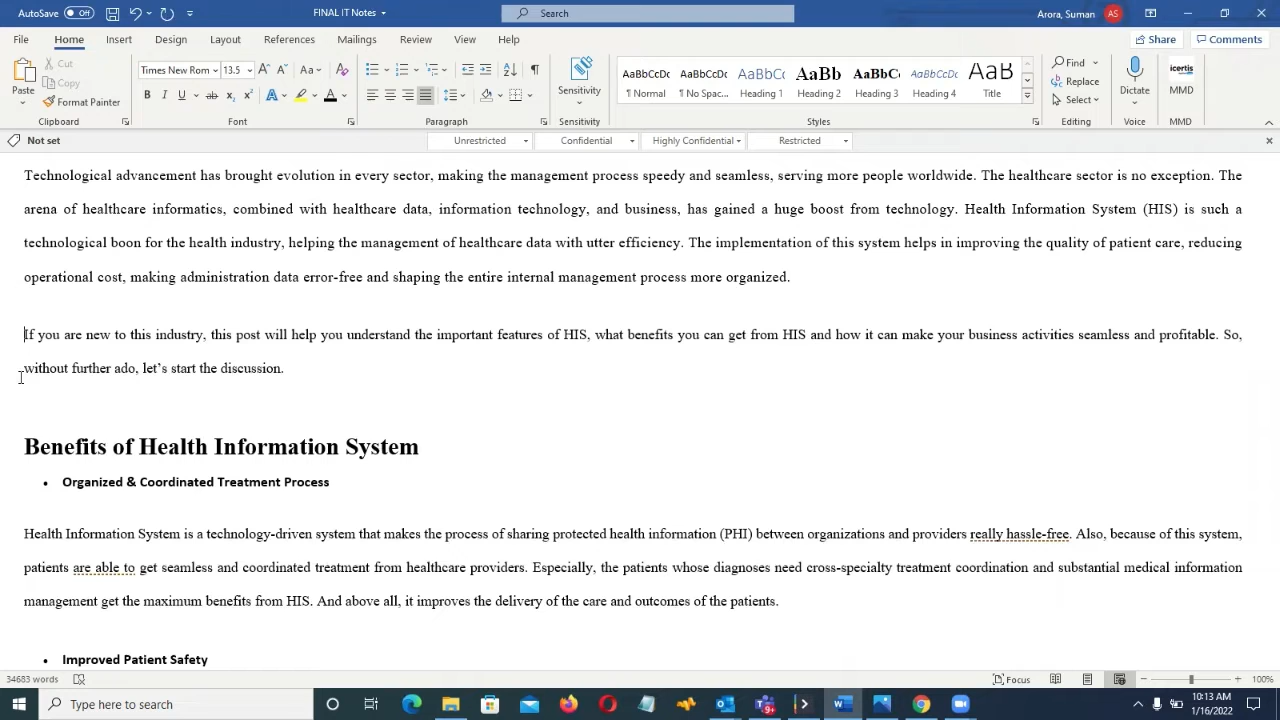 AutoSave Off FINAL IT Notes Search Arora, Suman AS
File Home Insert Design Layout References Mailings Review View Help Share Comments
Paste Cut Copy Format Painter Clipboard
Times New Rom 13.5 Aa B I U ab x₂ x² A A Font
Paragraph
Sensitivity Sensitivity
AaBbCcDc ¶ Normal AaBbCcDc ¶ No Spac... AaBbC Heading 1 AaBb Heading 2 AaBbC Heading 3 AaBbCcD Heading 4 AaB Title Styles
Find Replace Select Editing
Dictate Voice
icertis MMD MMD
Not set Unrestricted Confidential Highly Confidential Restricted
Technological advancement has brought evolution in every sector, making the management process speedy and seamless, serving more people worldwide. The healthcare sector is no exception. The
arena of healthcare informatics, combined with healthcare data, information technology, and business, has gained a huge boost from technology. Health Information System (HIS) is such a
technological boon for the health industry, helping the management of healthcare data with utter efficiency. The implementation of this system helps in improving the quality of patient care, reducing
operational cost, making administration data error-free and shaping the entire internal management process more organized.
If you are new to this industry, this post will help you understand the important features of HIS, what benefits you can get from HIS and how it can make your business activities seamless and profitable. So,
without further ado, let’s start the discussion.
Benefits of Health Information System
• Organized & Coordinated Treatment Process
Health Information System is a technology-driven system that makes the process of sharing protected health information (PHI) between organizations and providers really hassle-free. Also, because of this system,
patients are able to get seamless and coordinated treatment from healthcare providers. Especially, the patients whose diagnoses need cross-specialty treatment coordination and substantial medical information
management get the maximum benefits from HIS. And above all, it improves the delivery of the care and outcomes of the patients.
• Improved Patient Safety
34683 words Focus 100%
Type here to search 9+ 10:13 AM
1/16/2022